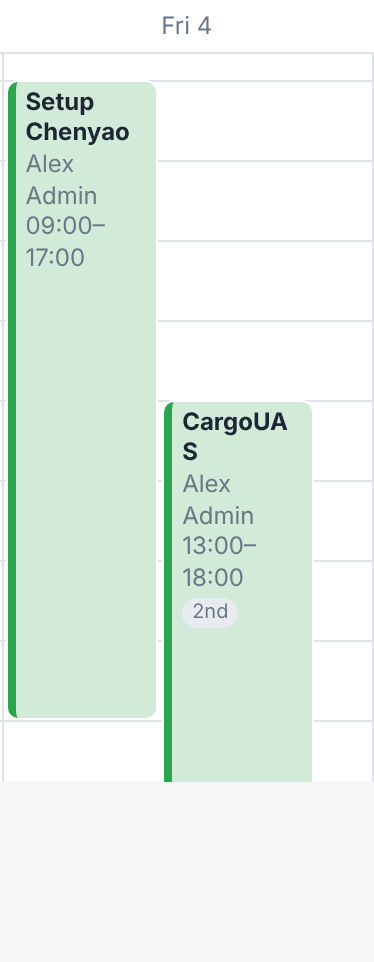 Fri 4
Setup
Chenyao
Alex
Admin
09:00–
17:00
CargoUA
S
Alex
Admin
13:00–
18:00
2nd